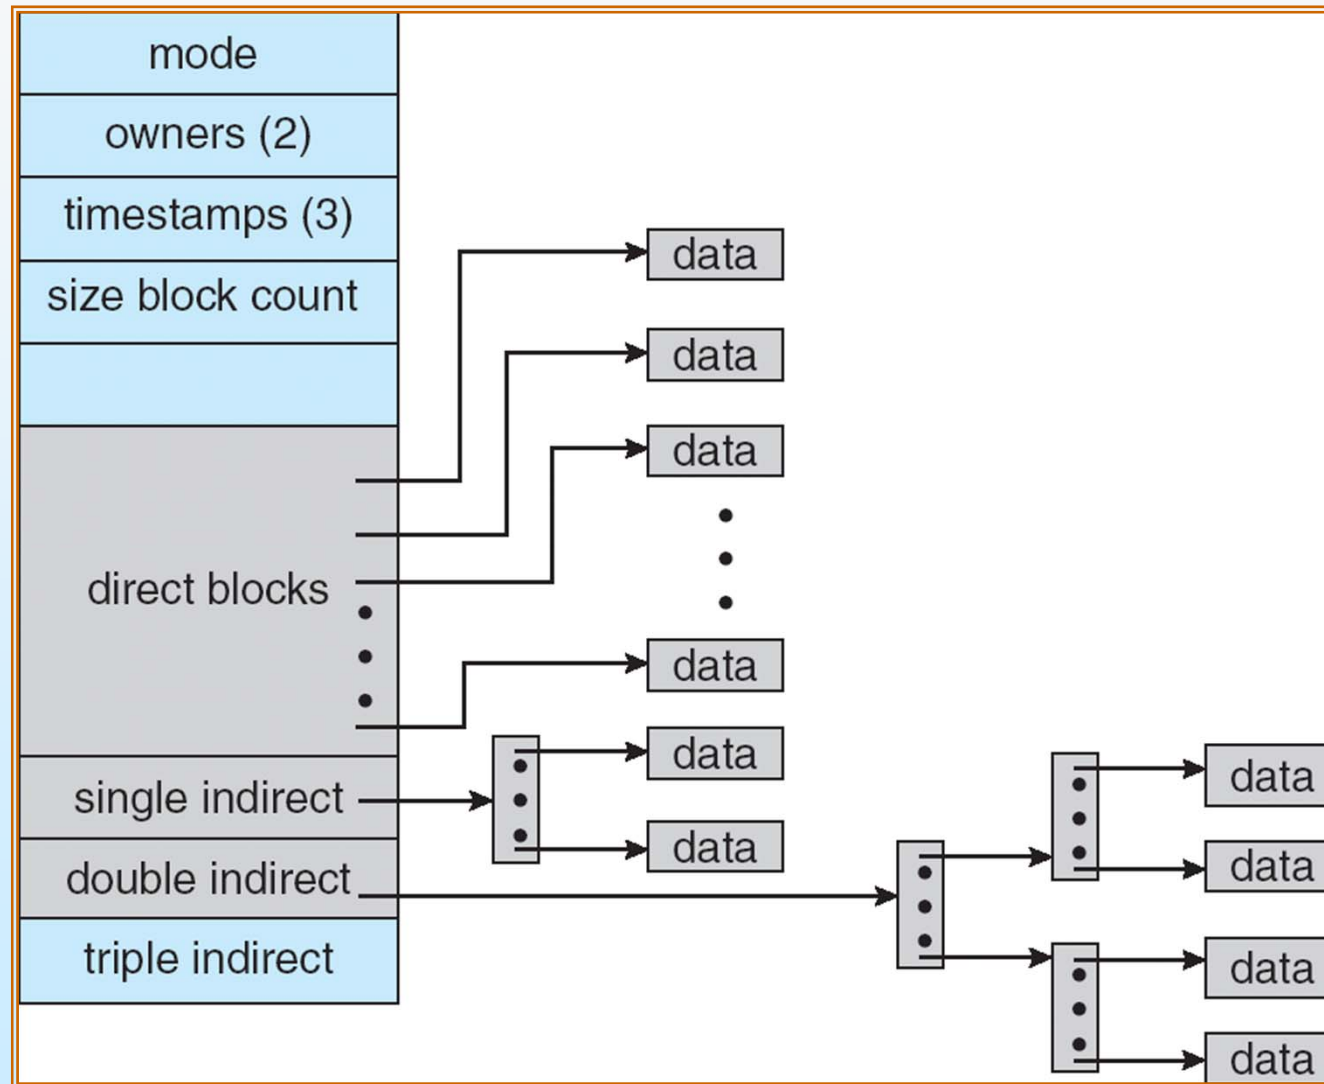 mode
owners (2)
timestamps (3)
size block count
data
data
data
direct blocks
data
data
single indirect
data
double indirect
triple indirect
data
data
data
data